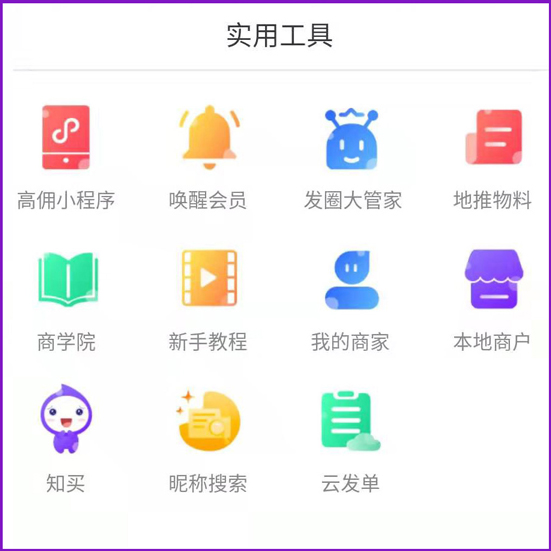 实用工具
高佣小程序
唤醒会员
发圈大管家
地推物料
商学院
新手教程
我的商家
本地商户
知买
昵称搜索
云发单